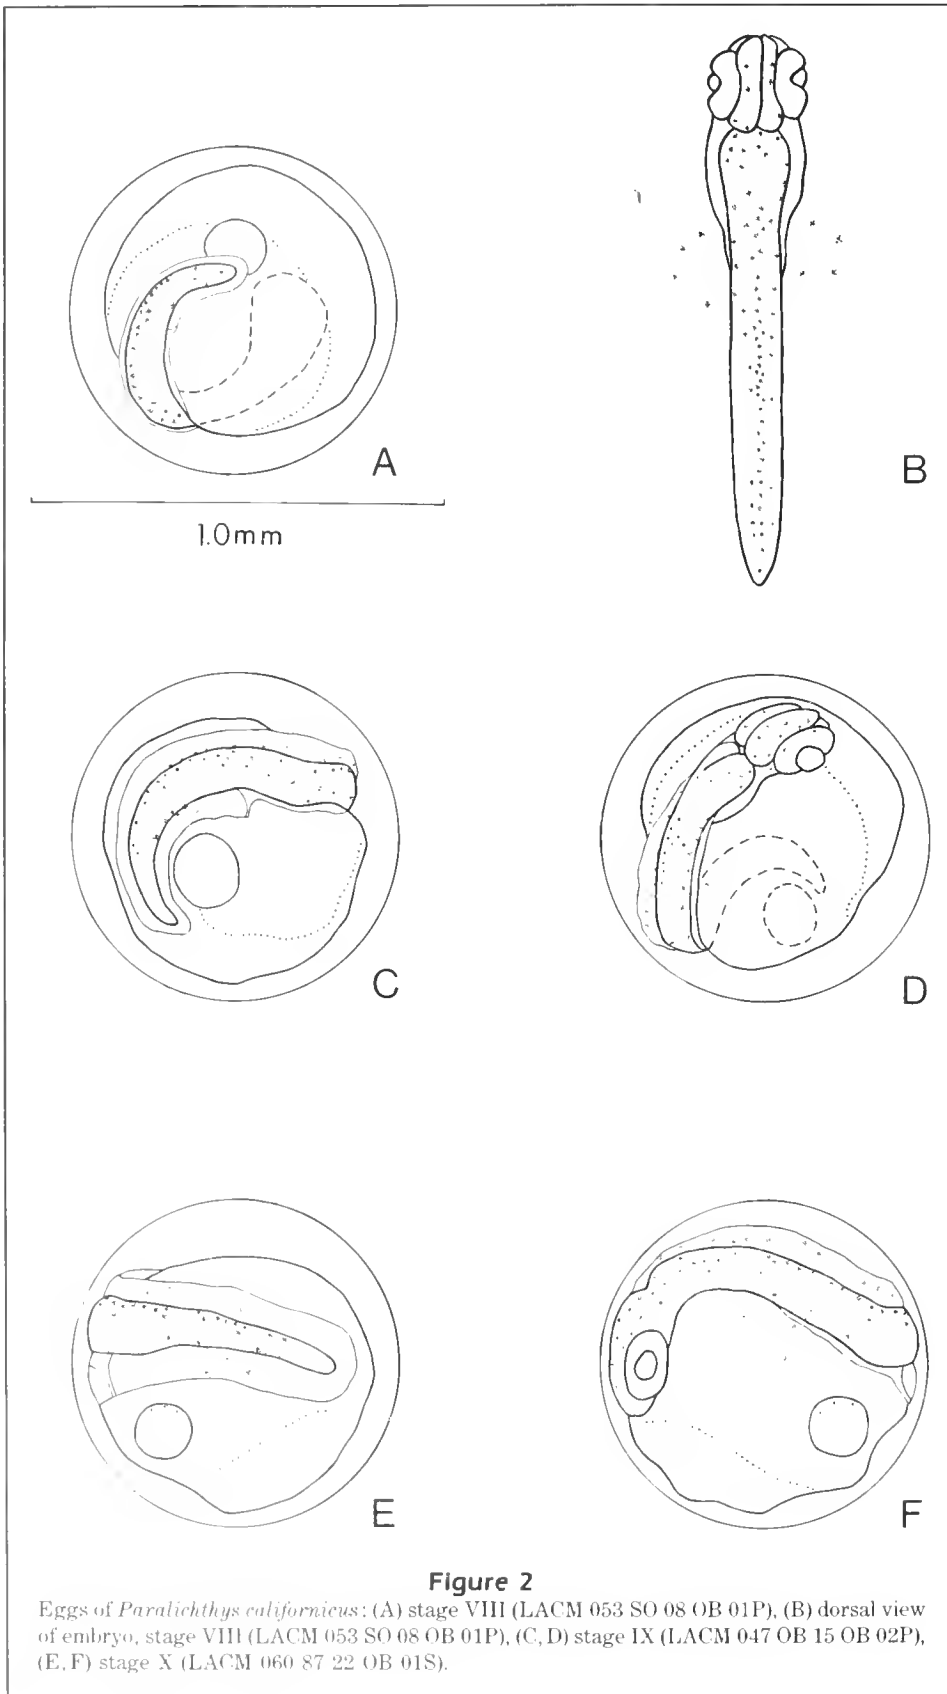 A
B
1.0mm
C
D
E
F
Figure 2
Eggs of Paralichthys californicus: (A) stage VIII (LACM 053 SO 08 OB 01P), (B) dorsal view
of embryo, stage VIII (LACM 053 SO 08 OB 01P), (C, D) stage IX (LACM 047 OB 15 OB 02P),
(E, F) stage X (LACM 060 87 22 OB 01S).